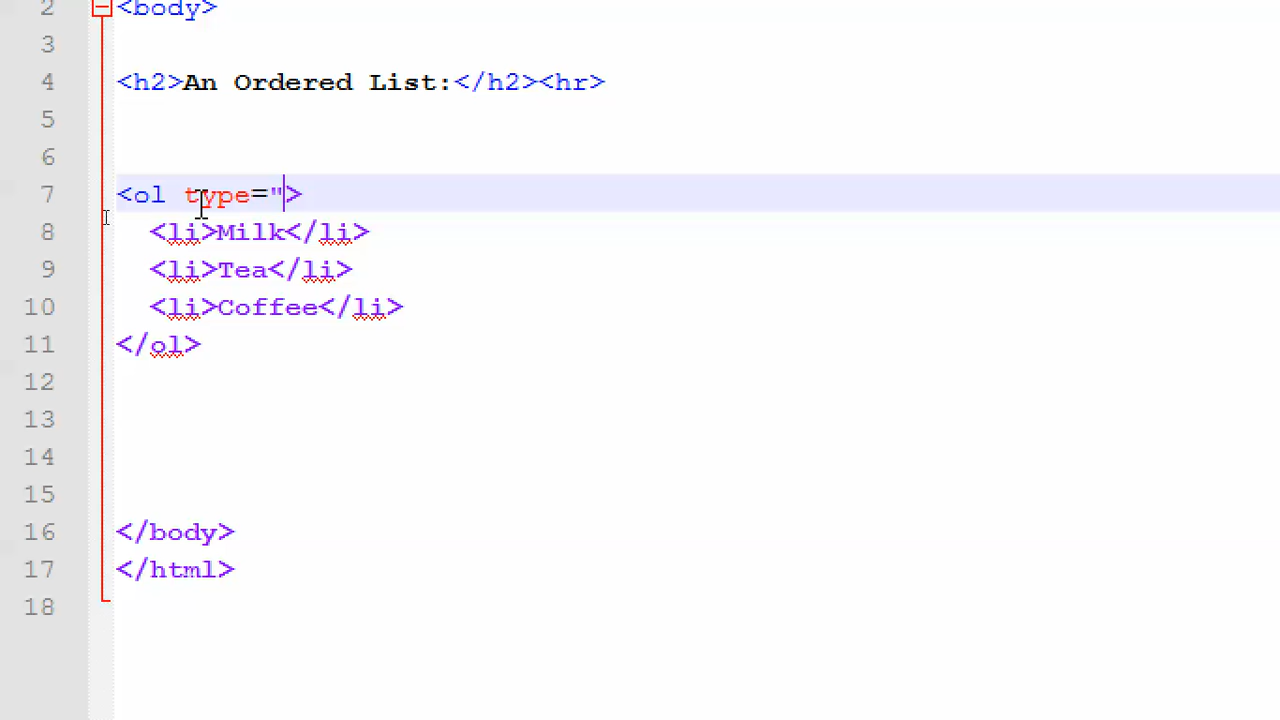 2 <body>
3
4 <h2>An Ordered List:</h2><hr>
5
6
7 <ol type=">
8 <li>Milk</li>
9 <li>Tea</li>
10 <li>Coffee</li>
11 </ol>
12
13
14
15
16 </body>
17 </html>
18